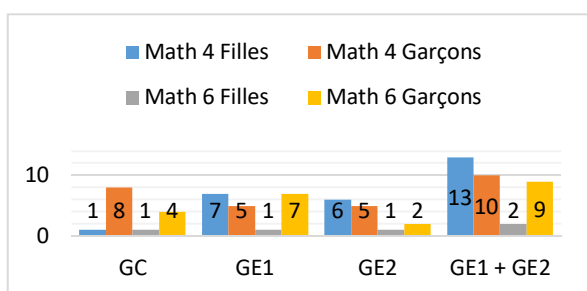 Math 4 Filles Math 4 Garçons
Math 6 Filles Math 6 Garçons
10
1 8 1 4 7 5 1 7 6 5 1 2 13 10 2 9
0
GC GE1 GE2 GE1 + GE2